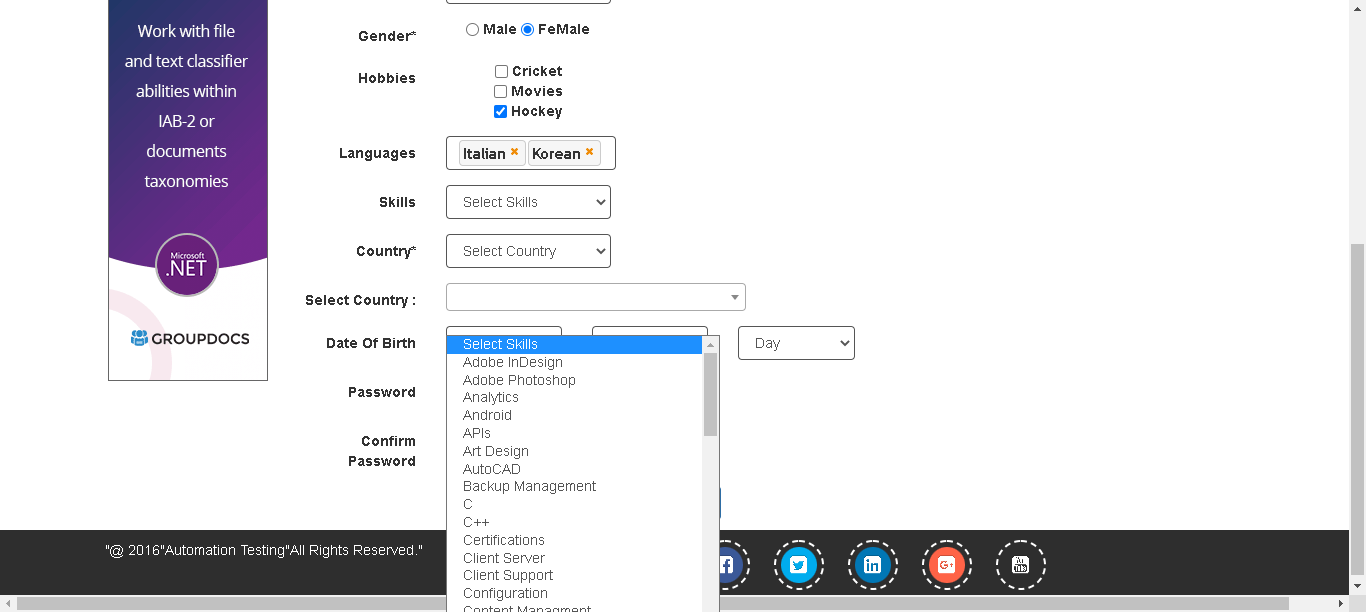 Work with file
and text classifier
abilities within
IAB-2 or
documents
taxonomies
Microsoft
.NET
GROUPDOCS
Gender*
Male FeMale
Hobbies
Cricket
Movies
Hockey
Languages
Italian × Korean ×
Skills
Select Skills
Country*
Select Country
Select Country :
Date Of Birth
Day
Password
Confirm
Password
Select Skills
Adobe InDesign
Adobe Photoshop
Analytics
Android
APIs
Art Design
AutoCAD
Backup Management
C
C++
Certifications
Client Server
Client Support
Configuration
Content Managment
"@ 2016"Automation Testing"All Rights Reserved."